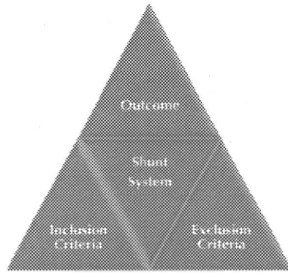 Outcome
Shunt
System
Inclusion
Criteria
Exclusion
Criteria